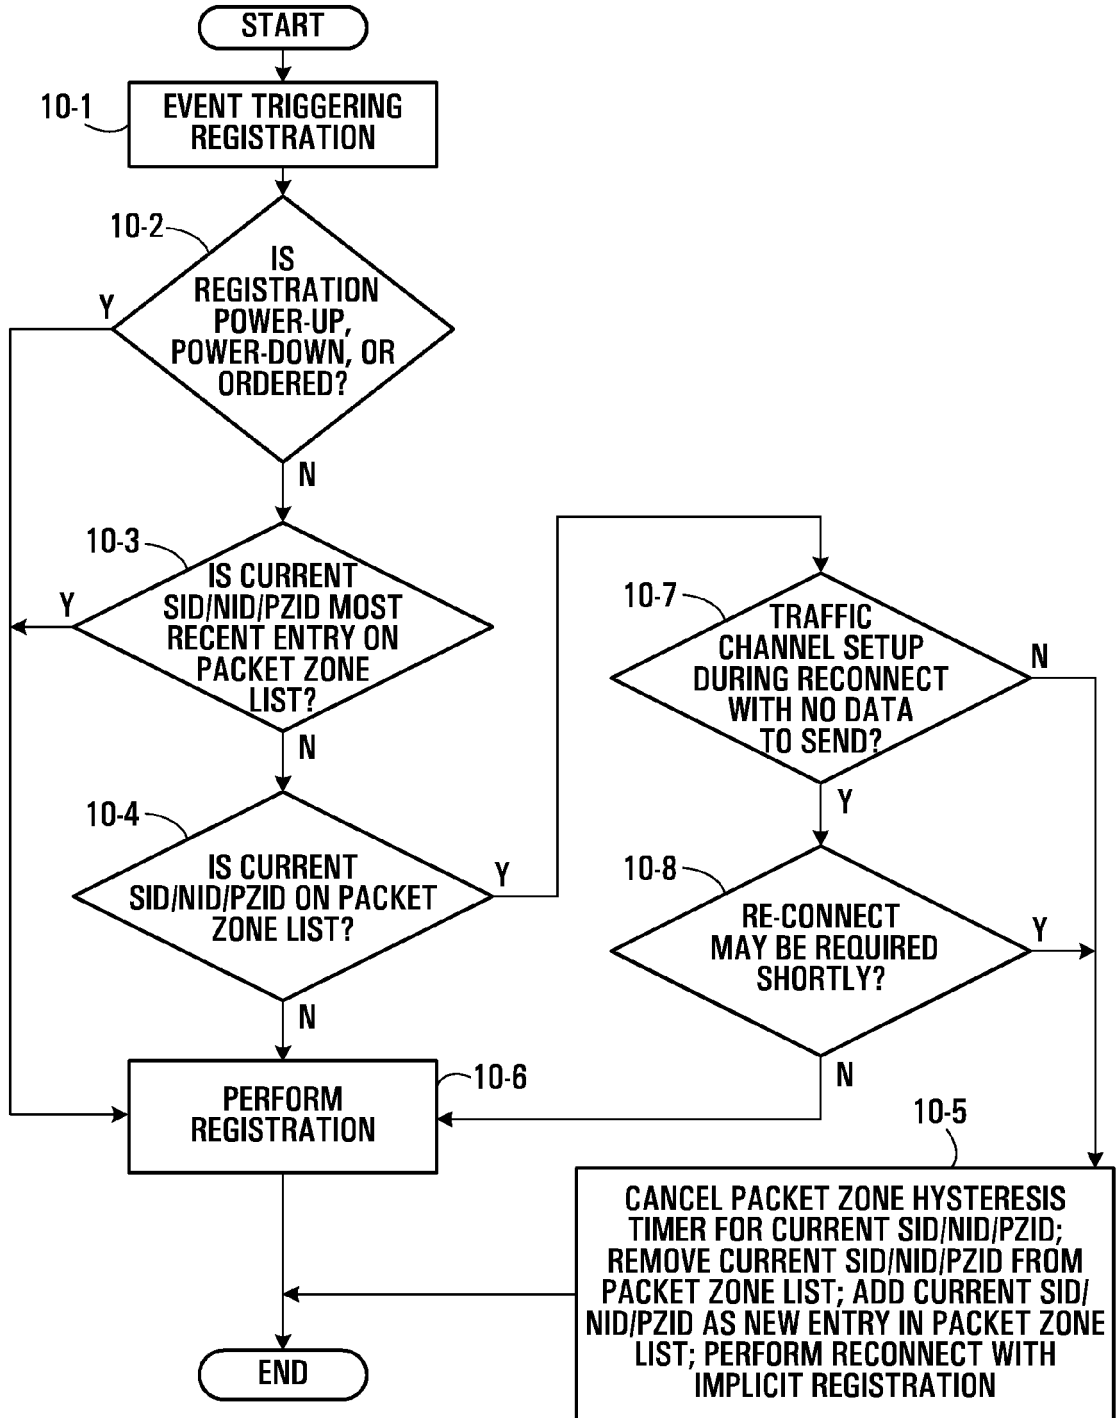 START
10-1
EVENT TRIGGERING
REGISTRATION
10-2
IS
REGISTRATION
POWER-UP,
POWER-DOWN, OR
ORDERED?
Y
N
10-3
IS CURRENT
SID/NID/PZID MOST
RECENT ENTRY ON
PACKET ZONE
LIST?
Y
N
10-4
IS CURRENT
SID/NID/PZID ON PACKET
ZONE LIST?
Y
N
10-7
TRAFFIC
CHANNEL SETUP
DURING RECONNECT
WITH NO DATA
TO SEND?
N
Y
10-8
RE-CONNECT
MAY BE REQUIRED
SHORTLY?
Y
N
PERFORM
REGISTRATION
10-6
10-5
CANCEL PACKET ZONE HYSTERESIS
TIMER FOR CURRENT SID/NID/PZID;
REMOVE CURRENT SID/NID/PZID FROM
PACKET ZONE LIST; ADD CURRENT SID/
NID/PZID AS NEW ENTRY IN PACKET ZONE
LIST; PERFORM RECONNECT WITH
IMPLICIT REGISTRATION
END